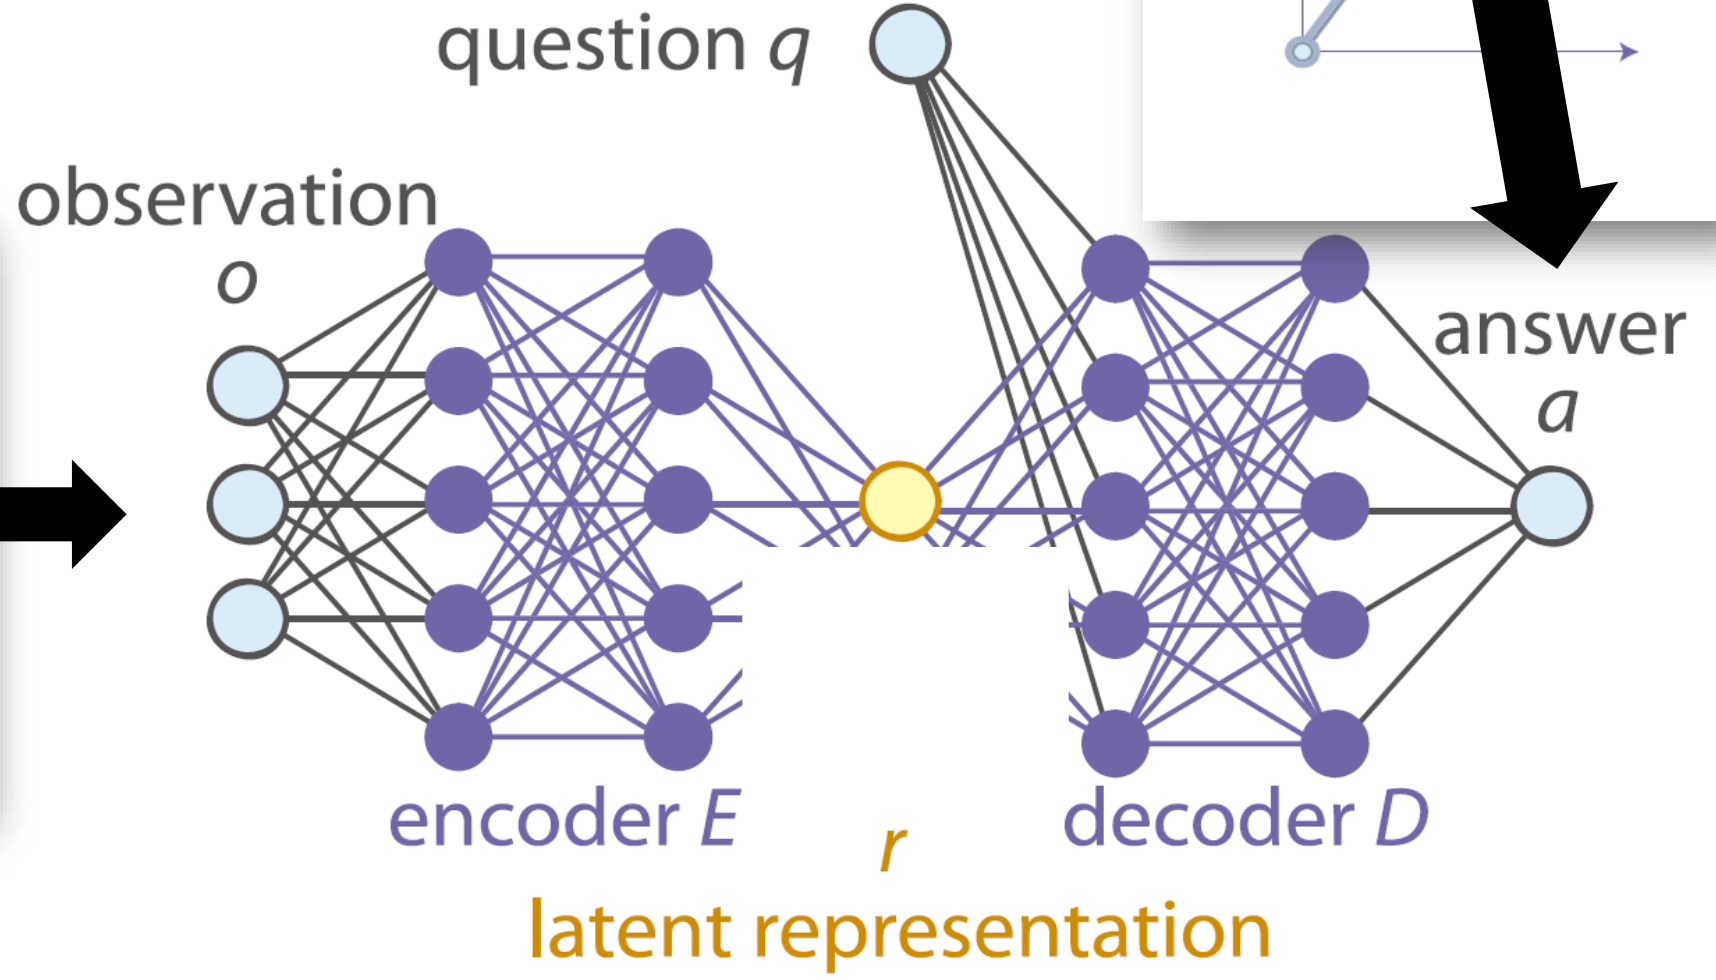 question q
observation
o
answer
a
encoder E
decoder D
r
latent representation